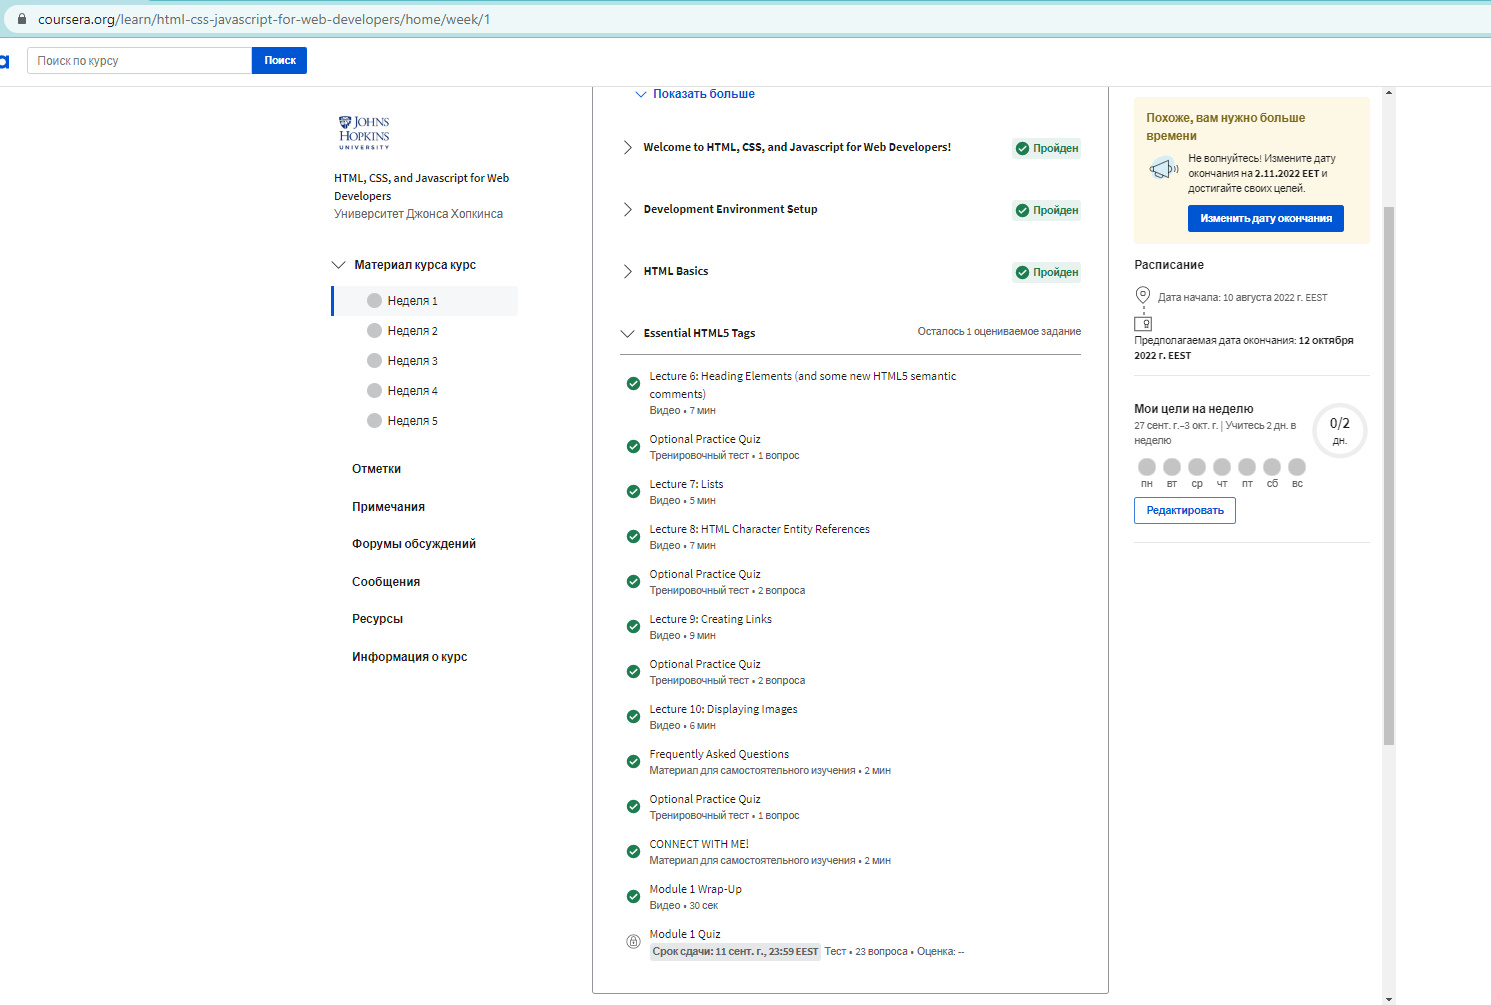 coursera.org/learn/html-css-javascript-for-web-developers/home/week/1
a
Поиск по курсу
Поиск
JOHNS
HOPKINS
UNIVERSITY
HTML, CSS, and Javascript for Web
Developers
Университет Джонса Хопкинса
Материал курса курс
Неделя 1
Неделя 2
Неделя 3
Неделя 4
Неделя 5
Отметки
Примечания
Форумы обсуждений
Сообщения
Ресурсы
Информация о курс
Показать больше
Welcome to HTML, CSS, and Javascript for Web Developers!
Пройден
Development Environment Setup
Пройден
HTML Basics
Пройден
Essential HTML5 Tags
Осталось 1 оцениваемое задание
Lecture 6: Heading Elements (and some new HTML5 semantic
comments)
Видео • 7 мин
Optional Practice Quiz
Тренировочный тест • 1 вопрос
Lecture 7: Lists
Видео • 5 мин
Lecture 8: HTML Character Entity References
Видео • 7 мин
Optional Practice Quiz
Тренировочный тест • 2 вопроса
Lecture 9: Creating Links
Видео • 9 мин
Optional Practice Quiz
Тренировочный тест • 2 вопроса
Lecture 10: Displaying Images
Видео • 6 мин
Frequently Asked Questions
Материал для самостоятельного изучения • 2 мин
Optional Practice Quiz
Тренировочный тест • 1 вопрос
CONNECT WITH ME!
Материал для самостоятельного изучения • 2 мин
Module 1 Wrap-Up
Видео • 30 сек
Module 1 Quiz
Срок сдачи: 11 сент. г., 23:59 EEST Тест • 23 вопроса • Оценка: --
Похоже, вам нужно больше
времени
Не волнуйтесь! Измените дату
окончания на 2.11.2022 EET и
достигайте своих целей.
Изменить дату окончания
Расписание
Дата начала: 10 августа 2022 г. EEST
Предполагаемая дата окончания: 12 октября
2022 г. EEST
Мои цели на неделю
27 сент. г.–3 окт. г. | Учитесь 2 дн. в
неделю
0/2
дн.
пн вт ср чт пт сб вс
Редактировать